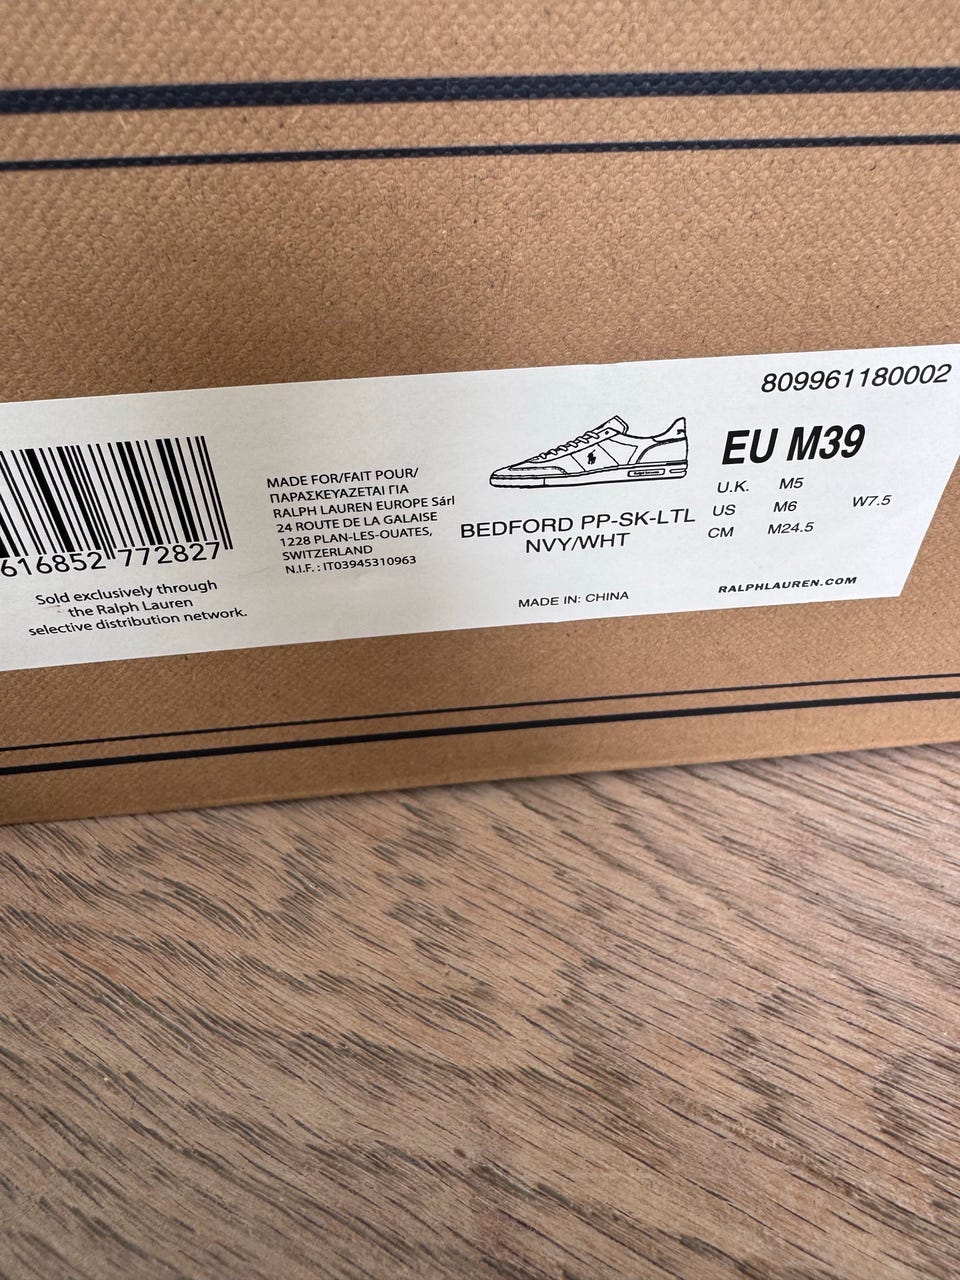 809961180002
EU M39
U.K. M5
US M6 W7.5
CM M24.5
RALPHLAUREN.COM
BEDFORD PP-SK-LTL
NVY/WHT
MADE IN: CHINA
MADE FOR/FAIT POUR/
ΠΑΡΑΣΚΕΥΑΖΕΤΑΙ ΓΙΑ
RALPH LAUREN EUROPE Sárl
24 ROUTE DE LA GALAISE
1228 PLAN-LES-OUATES,
SWITZERLAND
N.I.F. : IT03945310963
616852 772827
Sold exclusively through
the Ralph Lauren
selective distribution network.